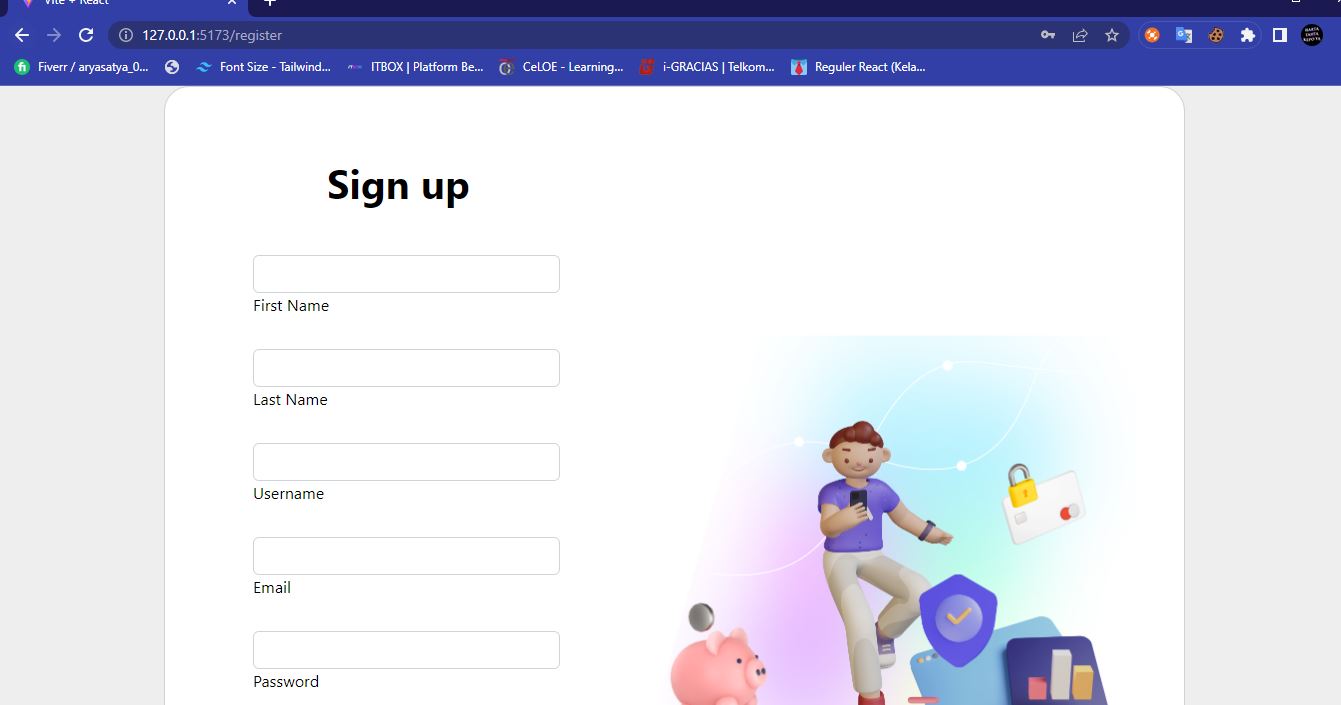 Vite + React
127.0.0.1:5173/register
Fiverr / aryasatya_0...
Font Size - Tailwind...
ITBOX | Platform Be...
CeLOE - Learning...
i-GRACIAS | Telkom...
Reguler React (Kela...
Sign up
First Name
Last Name
Username
Email
Password